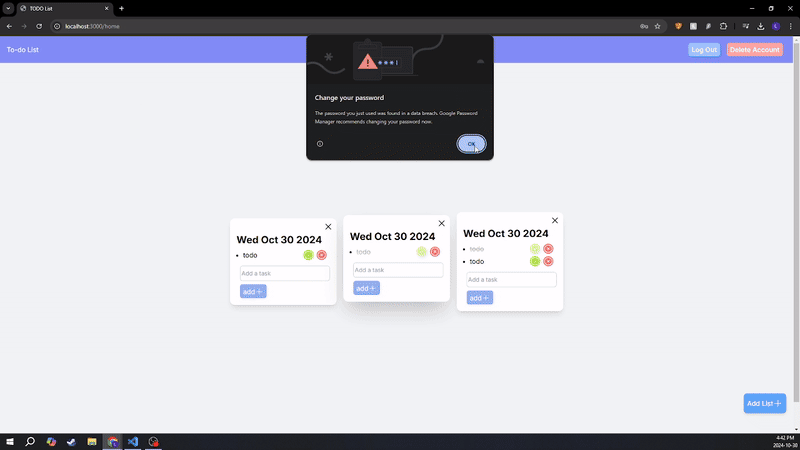 TODO List
localhost:3000/home
To-do List
Log Out
Delete Account
Change your password
The password you just used was found in a data breach. Google Password
Manager recommends changing your password now.
OK
Wed Oct 30 2024
todo
Add a task
add+
Wed Oct 30 2024
todo
Add a task
add+
Wed Oct 30 2024
todo
todo
Add a task
add+
Add List+
4:42 PM
2024-10-30